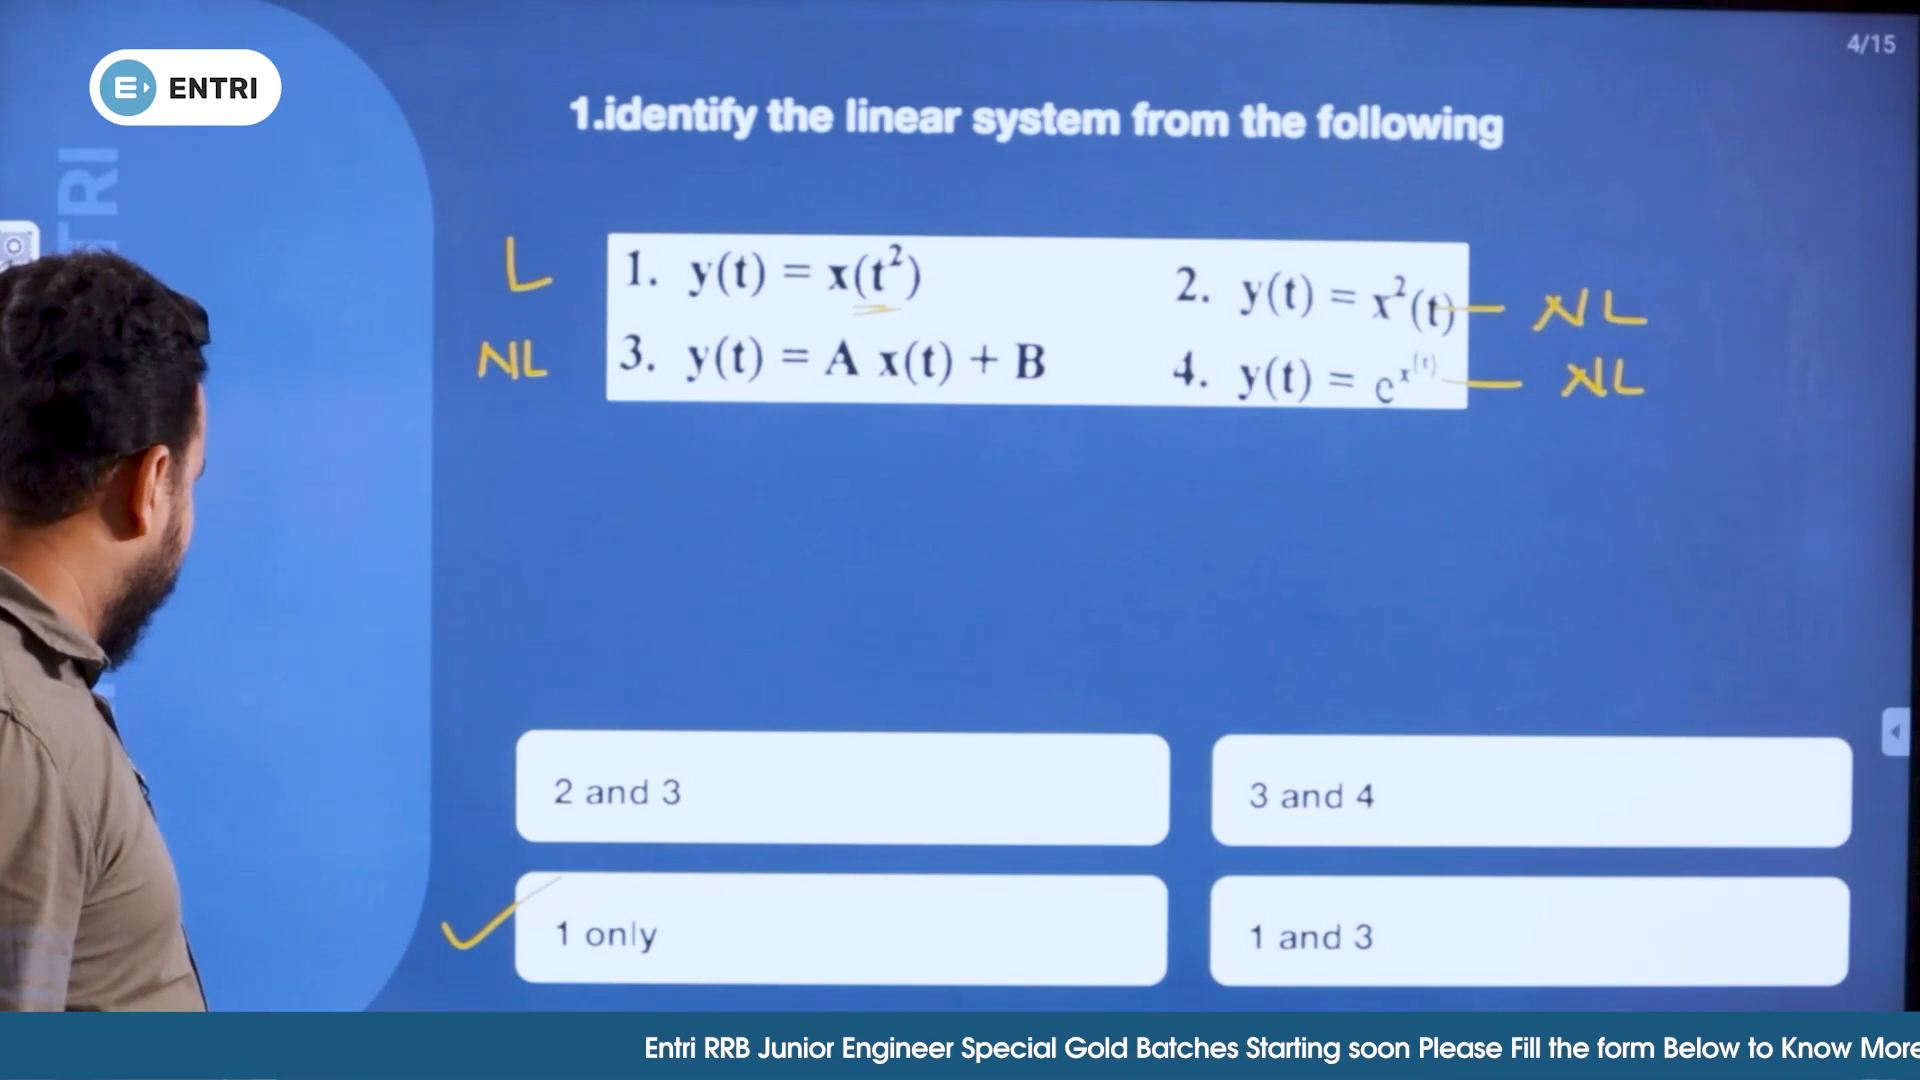 ENTRI
4/15
TRI
1.identify the linear system from the following
L
1. y(t) = x(t²)
2. y(t) = x²(t) — NL
NL
3. y(t) = A x(t) + B
4. y(t) = e^x(t) — NL
2 and 3
3 and 4
1 only
1 and 3
Entri RRB Junior Engineer Special Gold Batches Starting soon Please Fill the form Below to Know More